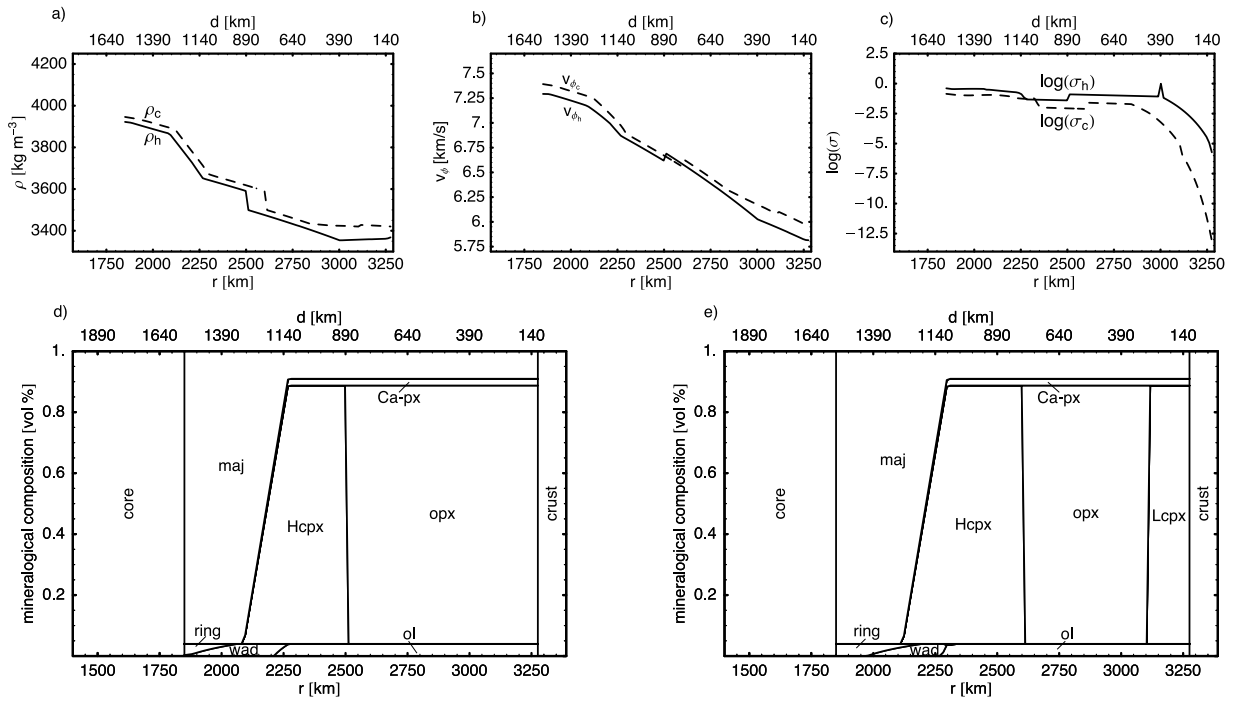 a)
d [km]
1640 1390 1140 890 640 390 140
4200
4000
3800
3600
3400
ρ [kg m⁻³]
ρc
ρh
1750 2000 2250 2500 2750 3000 3250
r [km]
b)
d [km]
1640 1390 1140 890 640 390 140
7.5
7.25
7.
6.75
6.5
6.25
6.
5.75
vϕ [km/s]
vϕc
vϕh
1750 2000 2250 2500 2750 3000 3250
r [km]
c)
d [km]
1640 1390 1140 890 640 390 140
2.5
0.
−2.5
−5.
−7.5
−10.
−12.5
log(σ)
log(σh)
log(σc)
1750 2000 2250 2500 2750 3000 3250
r [km]
d)
d [km]
1890 1640 1390 1140 890 640 390 140
1.
0.8
0.6
0.4
0.2
mineralogical composition [vol %]
core
maj
Ca-px
Hcpx
opx
crust
ring
wad
ol
1500 1750 2000 2250 2500 2750 3000 3250
r [km]
e)
d [km]
1890 1640 1390 1140 890 640 390 140
1.
0.8
0.6
0.4
0.2
mineralogical composition [vol %]
core
maj
Ca-px
Hcpx
opx
Lcpx
crust
ring
wad
ol
1500 1750 2000 2250 2500 2750 3000 3250
r [km]